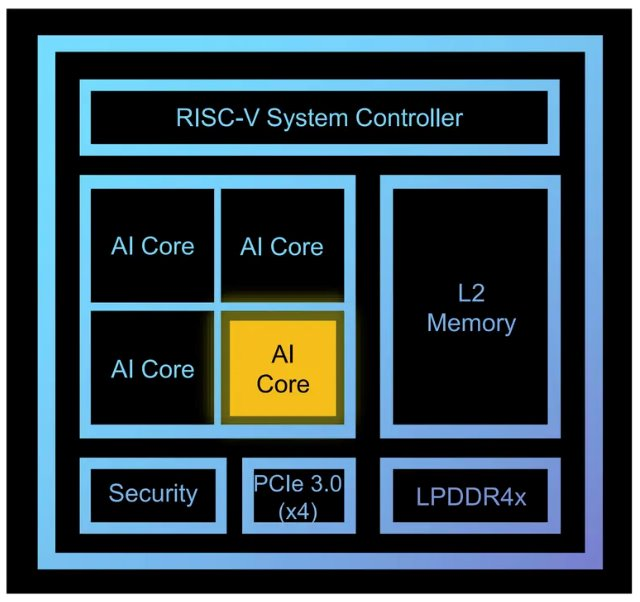 RISC-V System Controller
AI Core
AI Core
L2
Memory
AI Core
AI
Core
Security
PCIe 3.0
(x4)
LPDDR4x